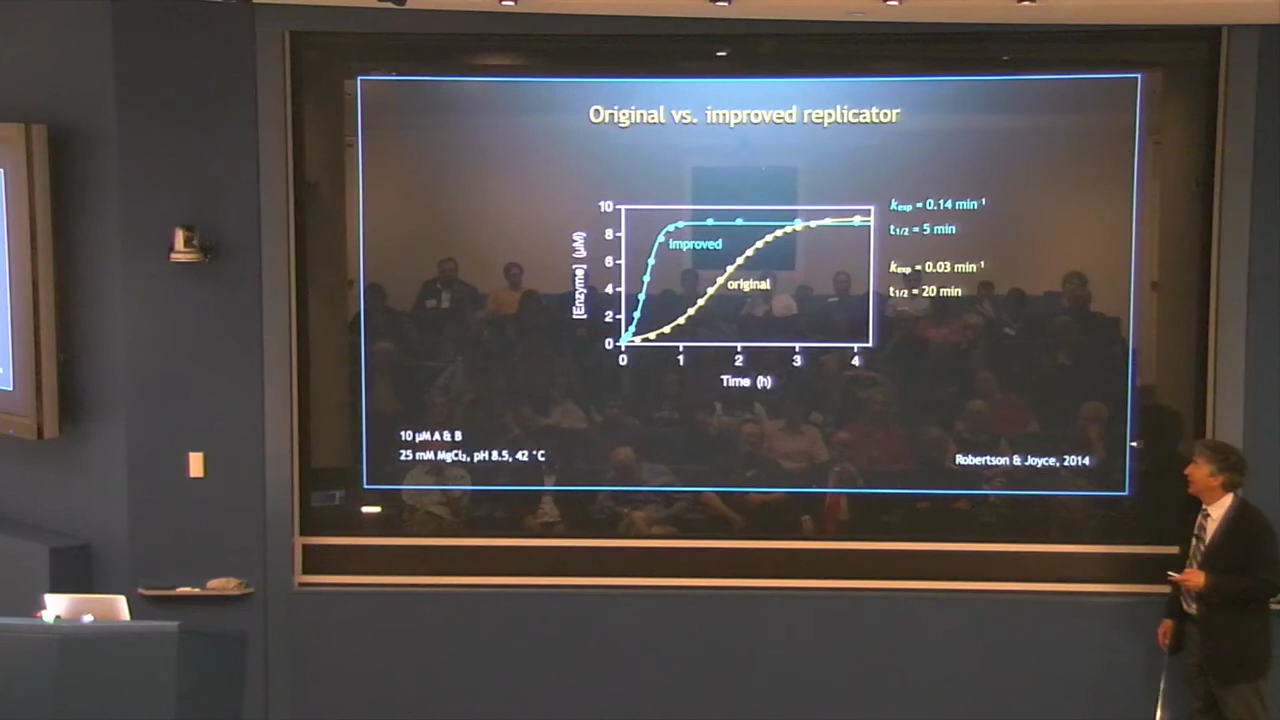 Original vs. improved replicator
10
8
6
4
2
0
[Enzyme] (µM)
improved
original
0 1 2 3 4
Time (h)
kexp = 0.14 min⁻¹
t1/2 = 5 min
kexp = 0.03 min⁻¹
t1/2 = 20 min
10 µM A & B
25 mM MgCl₂, pH 8.5, 42 °C
Robertson & Joyce, 2014